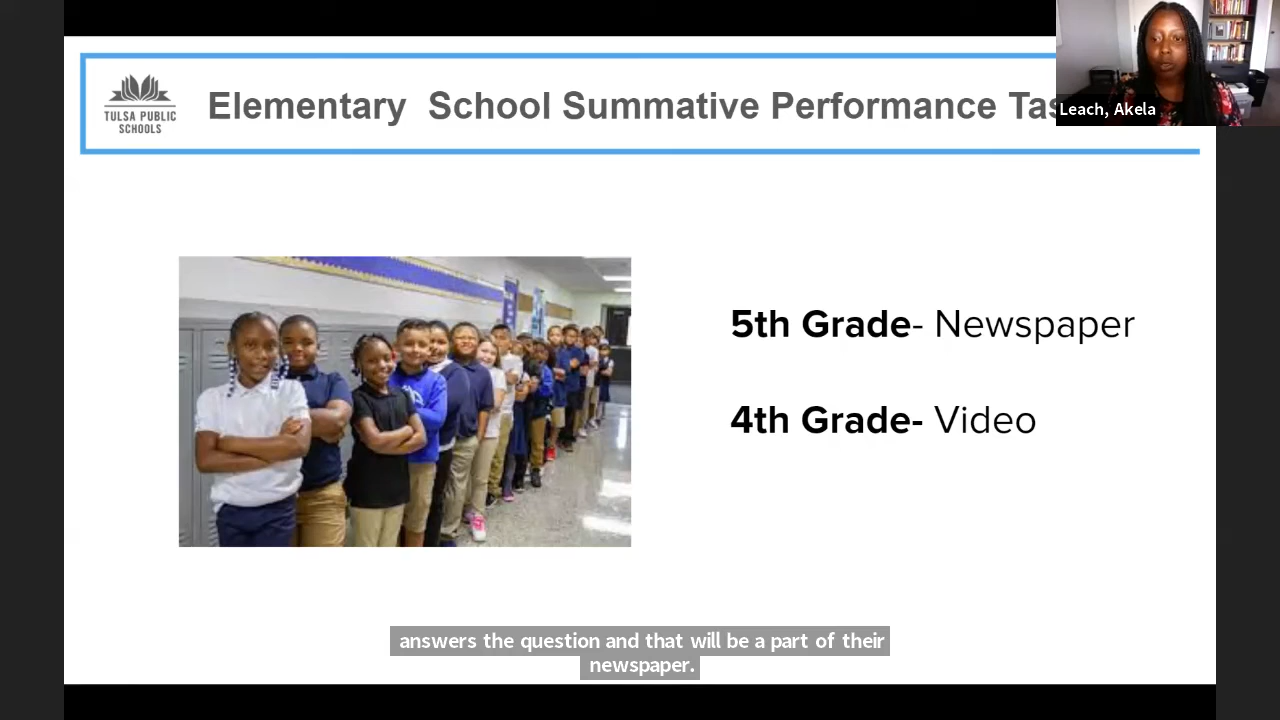 TULSA PUBLIC
SCHOOLS
Elementary School Summative Performance Tas
Leach, Akela
5th Grade- Newspaper
4th Grade- Video
answers the question and that will be a part of their
newspaper.